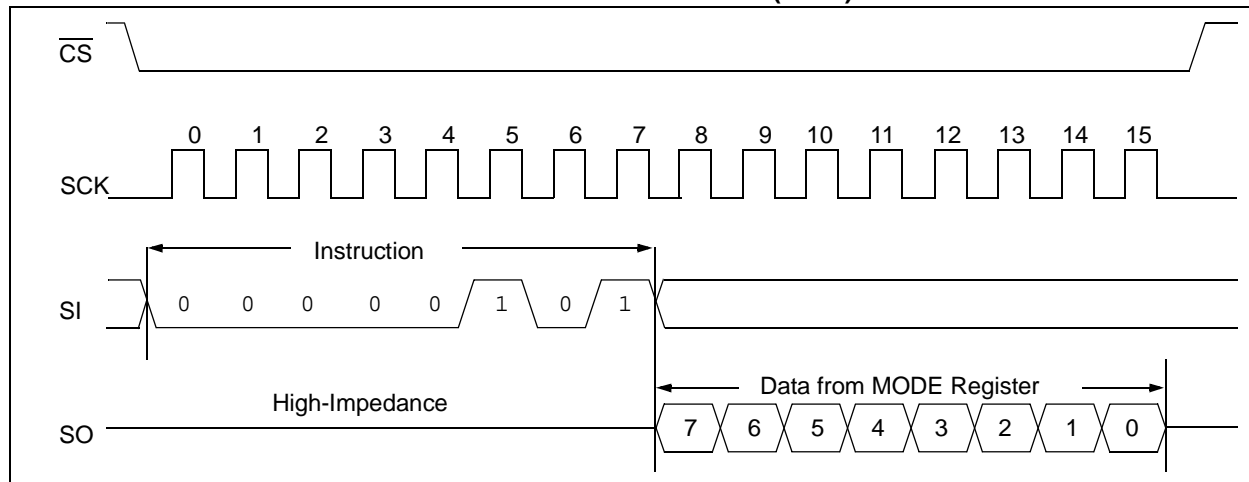 CS
0 1 2 3 4 5 6 7 8 9 10 11 12 13 14 15
SCK
Instruction
SI 0 0 0 0 0 1 0 1
Data from MODE Register
High-Impedance
SO 7 6 5 4 3 2 1 0